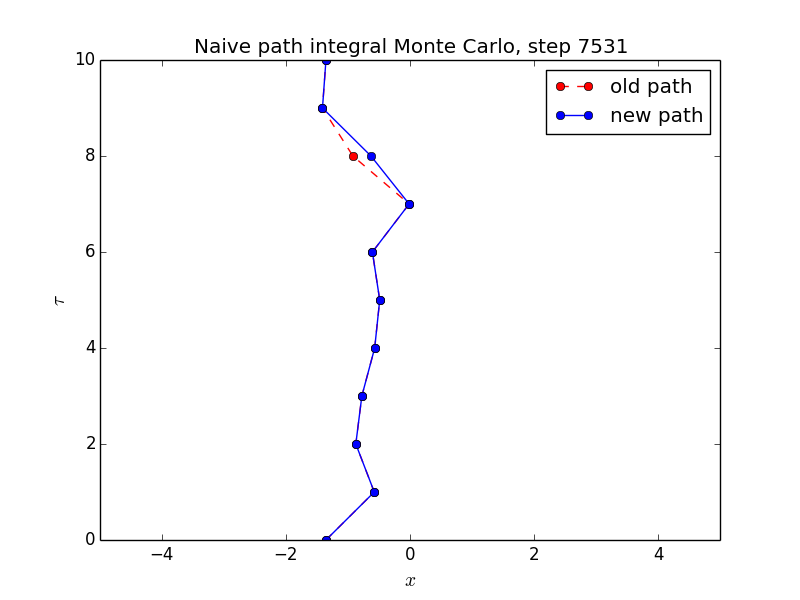 Naive path integral Monte Carlo, step 7531
old path
new path
10
8
6
4
2
0
τ
−4
−2
0
2
4
x